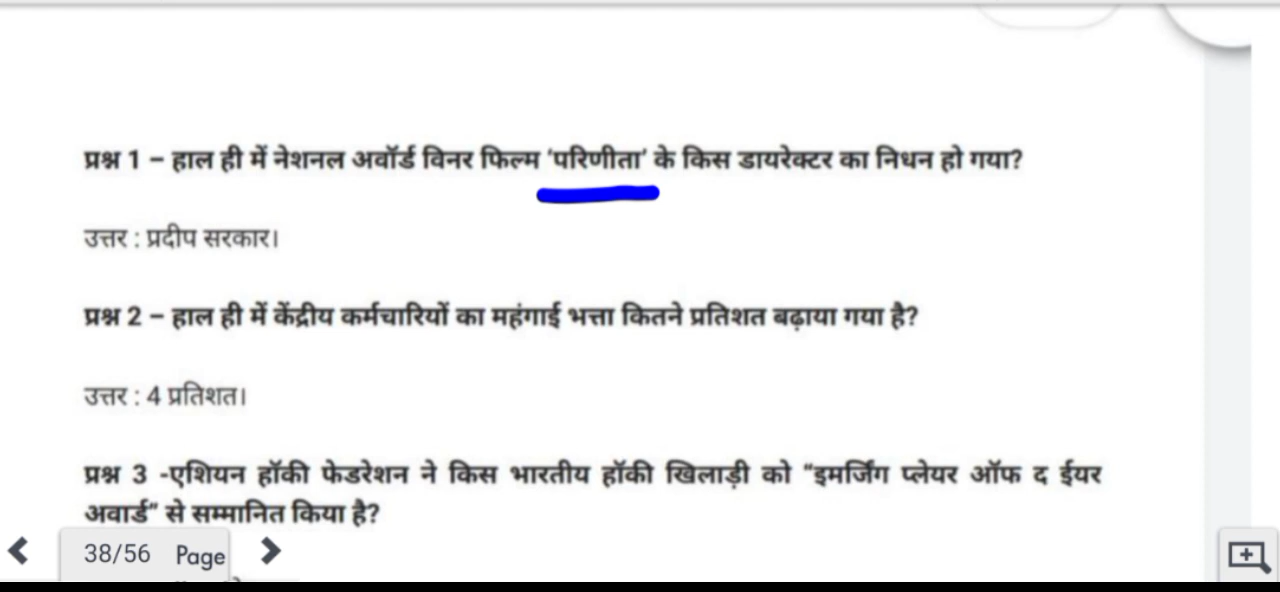 प्रश्न 1 – हाल ही में नेशनल अवॉर्ड विनर फिल्म ‘परिणीता’ के किस डायरेक्टर का निधन हो गया?
उत्तर : प्रदीप सरकार।
प्रश्न 2 – हाल ही में केंद्रीय कर्मचारियों का महंगाई भत्ता कितने प्रतिशत बढ़ाया गया है?
उत्तर : 4 प्रतिशत।
प्रश्न 3 -एशियन हॉकी फेडरेशन ने किस भारतीय हॉकी खिलाड़ी को “इमर्जिंग प्लेयर ऑफ द ईयर
अवार्ड” से सम्मानित किया है?
38/56 Page